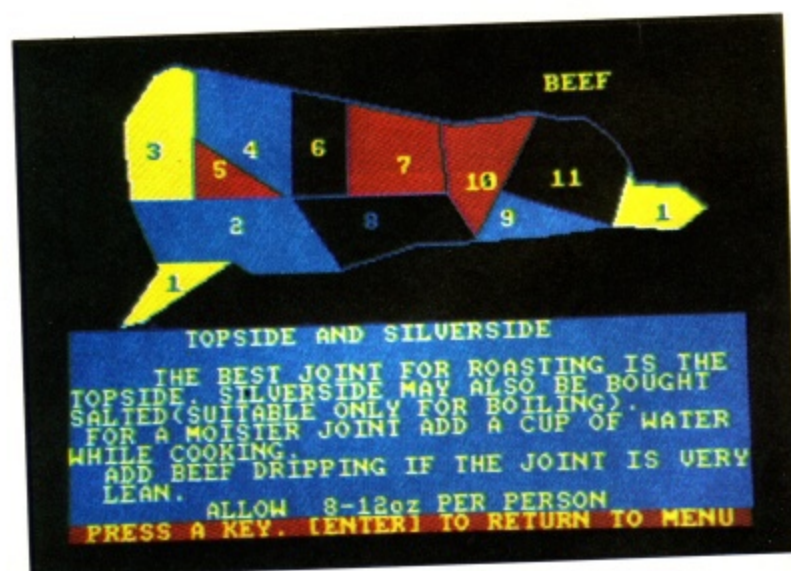 BEEF
3
4
5
6
7
10
11
2
8
9
1
1
TOPSIDE AND SILVERSIDE
THE BEST JOINT FOR ROASTING IS THE
TOPSIDE. SILVERSIDE MAY ALSO BE BOUGHT
SALTED(SUITABLE ONLY FOR BOILING).
FOR A MOISTER JOINT ADD A CUP OF WATER
WHILE COOKING.
ADD BEEF DRIPPING IF THE JOINT IS VERY
LEAN.
ALLOW 8-12oz PER PERSON
PRESS A KEY. [ENTER] TO RETURN TO MENU